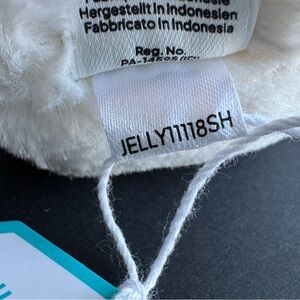 Hergestellt in Indonesien
Fabbricato in Indonesia
Reg. No.
JELLY11118SH